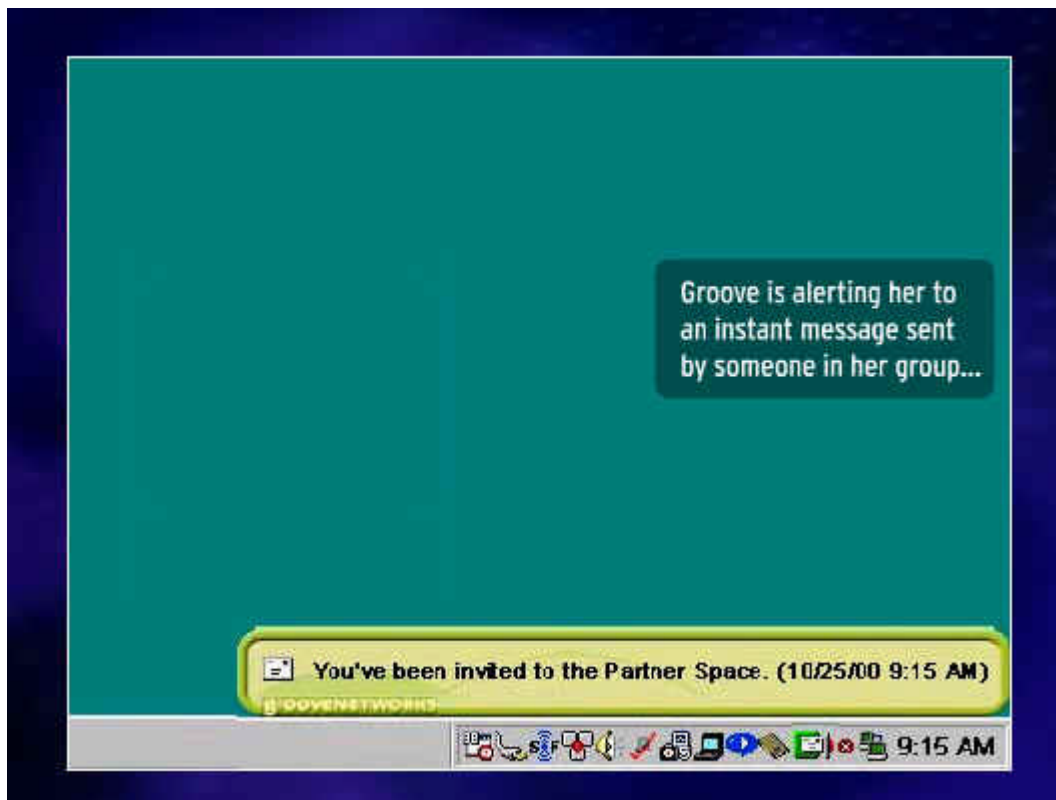 Groove is alerting her to
an instant message sent
by someone in her group...
You've been invited to the Partner Space. (10/25/00 9:15 AM)
9:15 AM